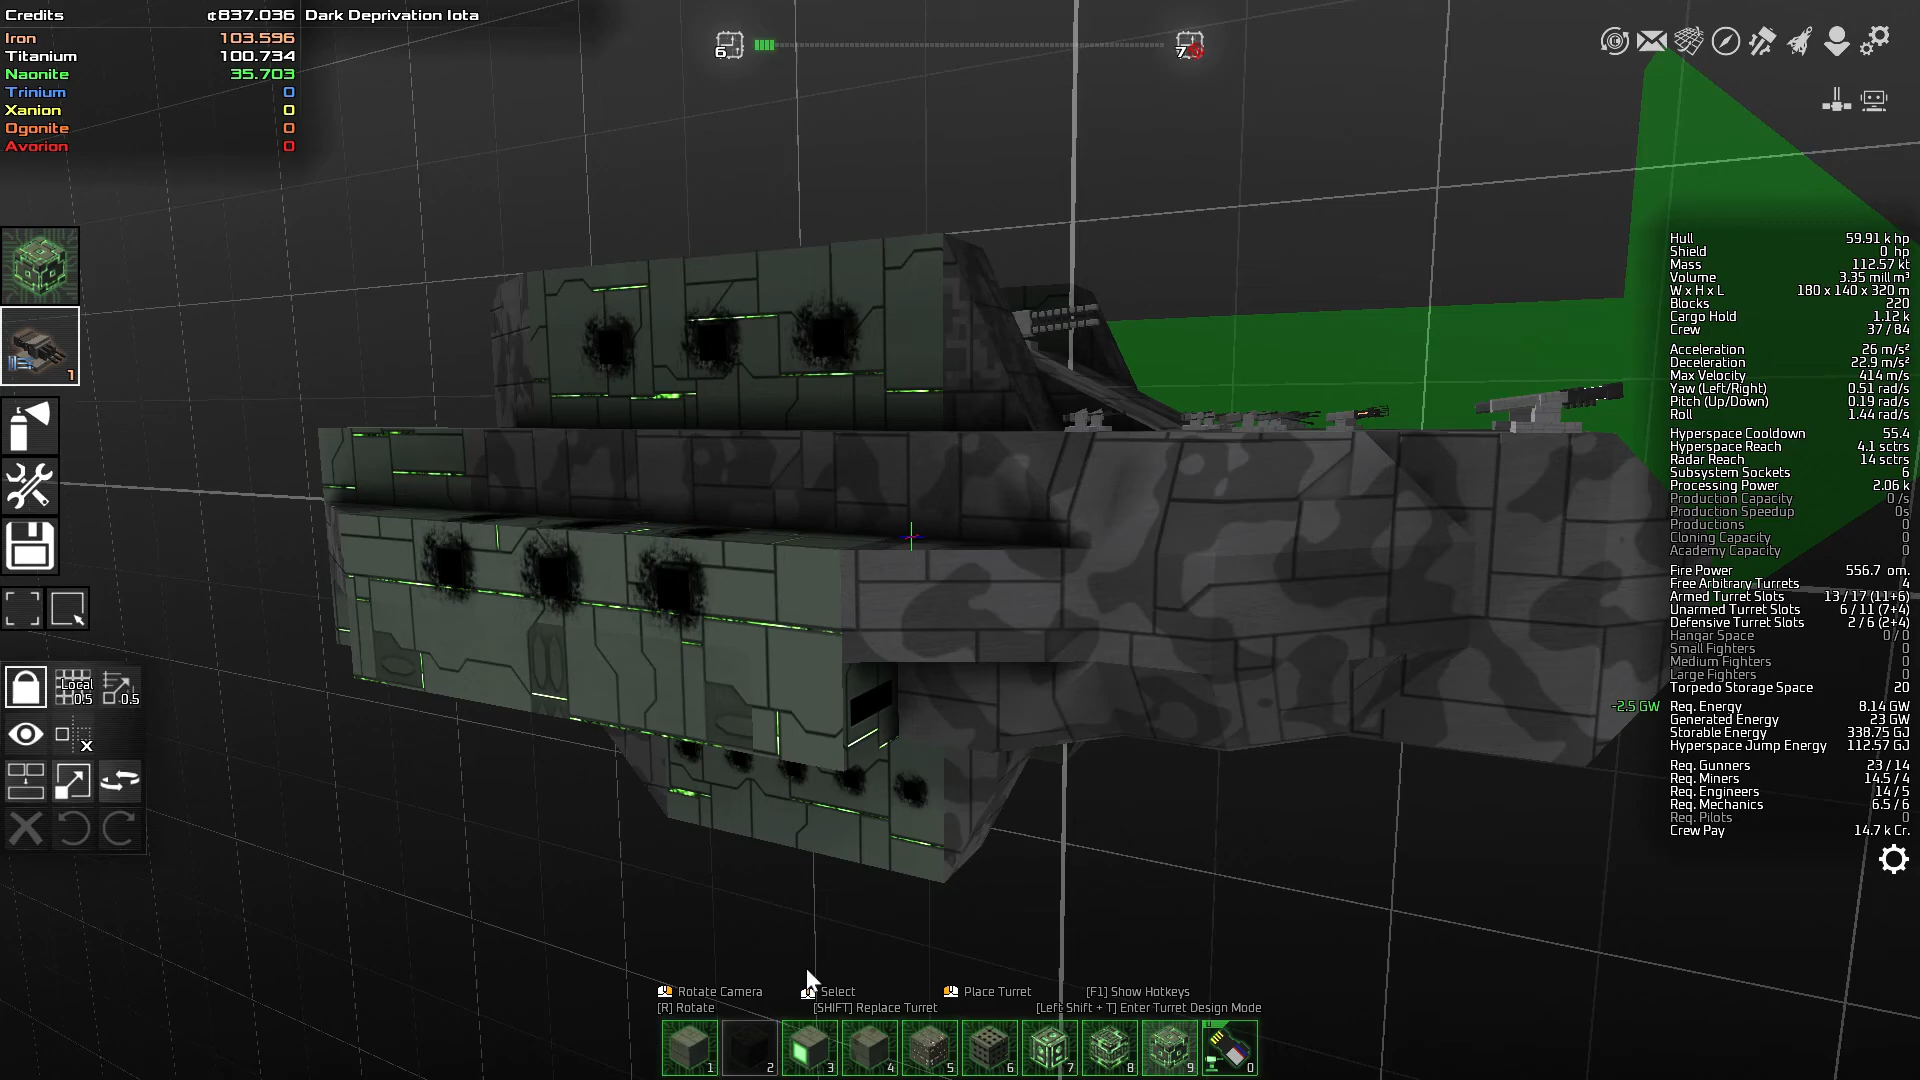 Credits ¢837.036 Dark Deprivation Iota
Iron 103.596
Titanium 100.734
Naonite 35.703
Trinium 0
Xanion 0
Ogonite 0
Avorion 0
6
7
1
Local
0.5
0.5
X
Hull 59.91 k hp
Shield 0 hp
Mass 112.57 kt
Volume 3.35 mill m³
W x H x L 180 x 140 x 320 m
Blocks 220
Cargo Hold 1.12 k
Crew 37 / 84
Acceleration 26 m/s²
Deceleration 22.9 m/s²
Max Velocity 414 m/s
Yaw (Left/Right) 0.51 rad/s
Pitch (Up/Down) 0.19 rad/s
Roll 1.44 rad/s
Hyperspace Cooldown 55.4
Hyperspace Reach 4.1 sctrs
Radar Reach 14 sctrs
Subsystem Sockets 6
Processing Power 2.06 k
Production Capacity 0 /s
Production Speedup 0s
Productions 0
Cloning Capacity 0
Academy Capacity 0
Fire Power 556.7 om.
Free Arbitrary Turrets 4
Armed Turret Slots 13 / 17 (11+6)
Unarmed Turret Slots 6 / 11 (7+4)
Defensive Turret Slots 2 / 6 (2+4)
Hangar Space 0 / 0
Small Fighters 0
Medium Fighters 0
Large Fighters 0
Torpedo Storage Space 20
-2.5 GW Req. Energy 8.14 GW
Generated Energy 23 GW
Storable Energy 338.75 GJ
Hyperspace Jump Energy 112.57 GJ
Req. Gunners 23 / 14
Req. Miners 14.5 / 4
Req. Engineers 14 / 5
Req. Mechanics 6.5 / 6
Req. Pilots 0
Crew Pay 14.7 k Cr.
Rotate Camera Select Place Turret [F1] Show Hotkeys
[R] Rotate [SHIFT] Replace Turret [Left Shift + T] Enter Turret Design Mode
1 2 3 4 5 6 7 8 9 0